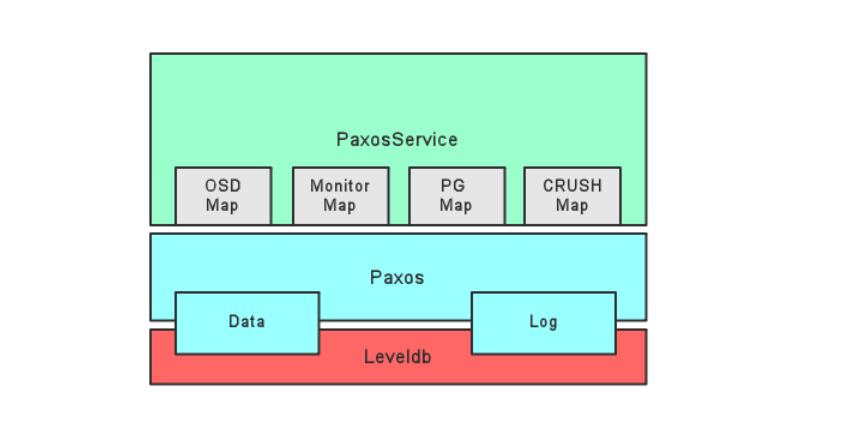 PaxosService
OSD
Map
Monitor
Map
PG
Map
CRUSH
Map
Paxos
Data
Log
Leveldb